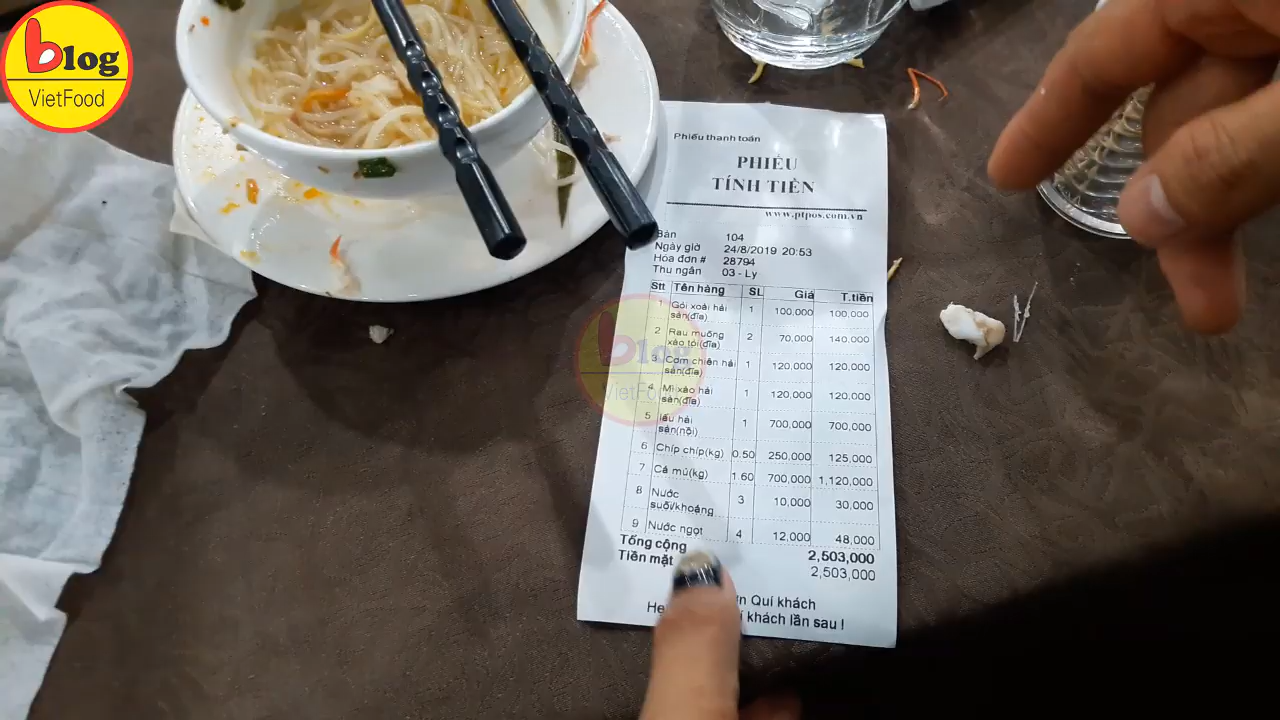 blog
VietFood
Phiếu thanh toán
PHIẾU
TÍNH TIỀN
www.ptpos.com.vn
Bàn 104
Ngày giờ 24/8/2019 20:53
Hóa đơn # 28794
Thu ngân 03 - Ly
Stt Tên hàng SL Giá T.tiền
1 Gỏi xoài hải sản(đĩa) 1 100,000 100,000
2 Rau muống xào tỏi(đĩa) 2 70,000 140,000
3 Cơm chiên hải sản(đĩa) 1 120,000 120,000
4 Mì xào hải sản(đĩa) 1 120,000 120,000
5 lẩu hải sản(nồi) 1 700,000 700,000
6 Chíp chíp(kg) 0.50 250,000 125,000
7 Cá mú(kg) 1.60 700,000 1,120,000
8 Nước suối/khoáng 3 10,000 30,000
9 Nước ngọt 4 12,000 48,000
Tổng cộng 2,503,000
Tiền mặt 2,503,000
Quí khách
khách lần sau !
blog
VietFood